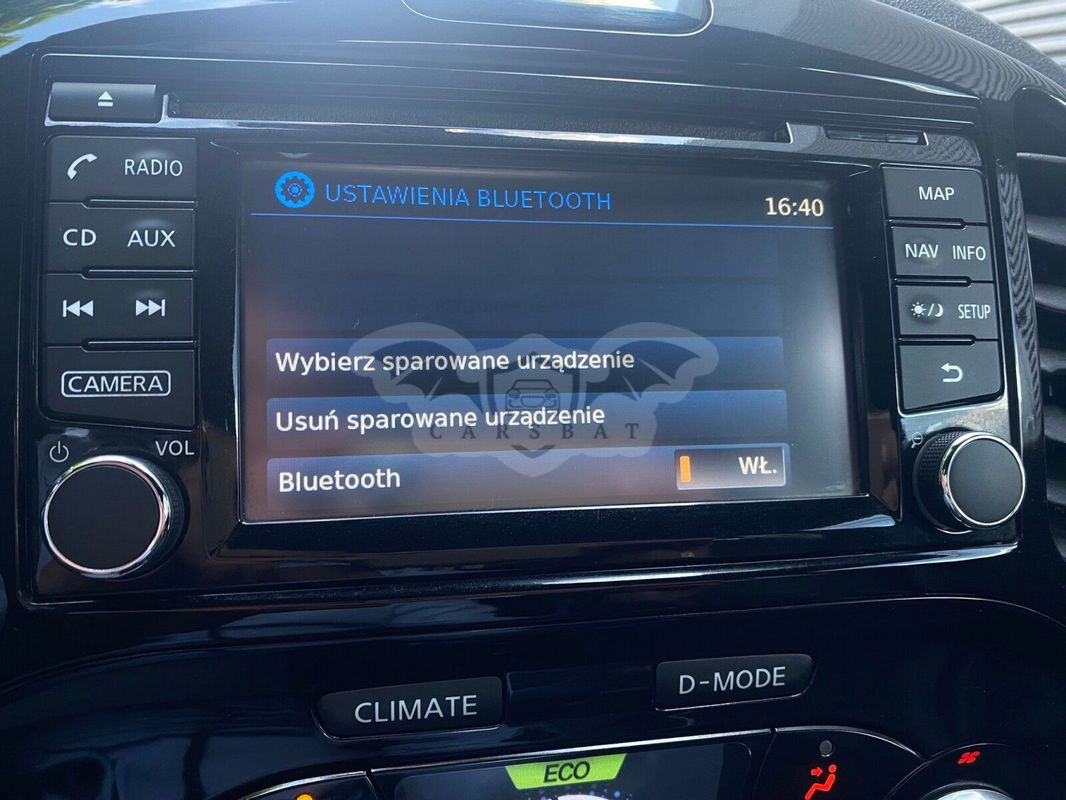 RADIO
CD AUX
CAMERA
VOL
USTAWIENIA BLUETOOTH 16:40
Wybierz sparowane urządzenie
Usuń sparowane urządzenie
Bluetooth WŁ.
CARSBAT
MAP
NAV INFO
SETUP
CLIMATE
D-MODE
ECO